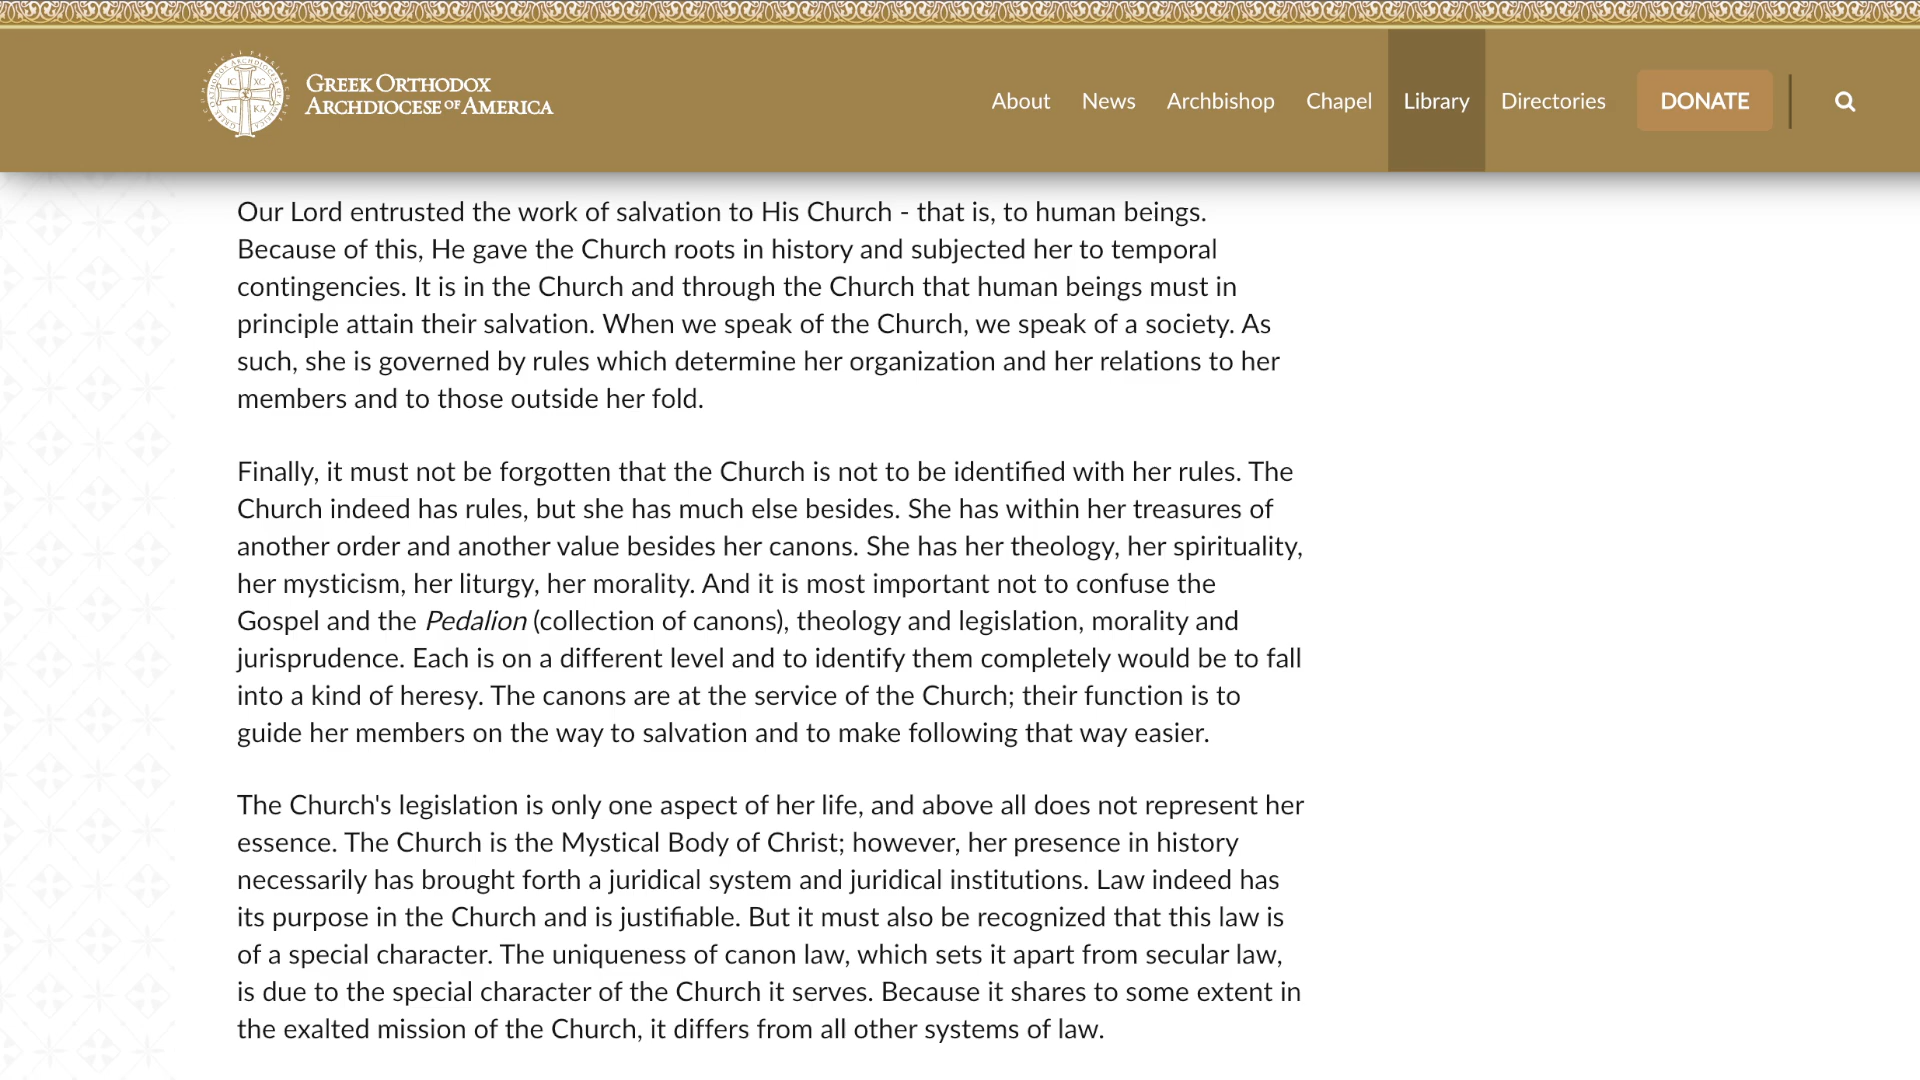 GREEK ORTHODOX
ARCHDIOCESE OF AMERICA
About
News
Archbishop
Chapel
Library
Directories
DONATE
IC XC
NI KA
Our Lord entrusted the work of salvation to His Church - that is, to human beings.
Because of this, He gave the Church roots in history and subjected her to temporal
contingencies. It is in the Church and through the Church that human beings must in
principle attain their salvation. When we speak of the Church, we speak of a society. As
such, she is governed by rules which determine her organization and her relations to her
members and to those outside her fold.
Finally, it must not be forgotten that the Church is not to be identified with her rules. The
Church indeed has rules, but she has much else besides. She has within her treasures of
another order and another value besides her canons. She has her theology, her spirituality,
her mysticism, her liturgy, her morality. And it is most important not to confuse the
Gospel and the Pedalion (collection of canons), theology and legislation, morality and
jurisprudence. Each is on a different level and to identify them completely would be to fall
into a kind of heresy. The canons are at the service of the Church; their function is to
guide her members on the way to salvation and to make following that way easier.
The Church's legislation is only one aspect of her life, and above all does not represent her
essence. The Church is the Mystical Body of Christ; however, her presence in history
necessarily has brought forth a juridical system and juridical institutions. Law indeed has
its purpose in the Church and is justifiable. But it must also be recognized that this law is
of a special character. The uniqueness of canon law, which sets it apart from secular law,
is due to the special character of the Church it serves. Because it shares to some extent in
the exalted mission of the Church, it differs from all other systems of law.